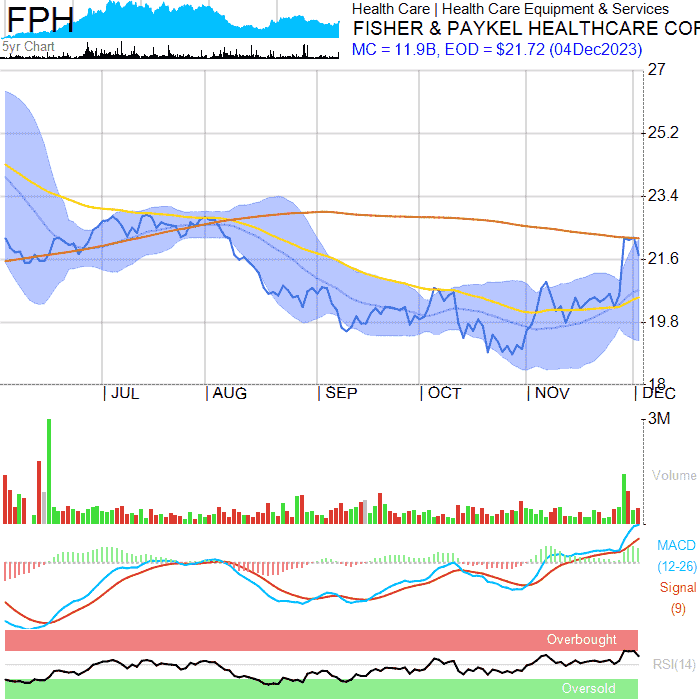 FPH
5yr Chart
Health Care | Health Care Equipment & Services
FISHER & PAYKEL HEALTHCARE COR
MC = 11.9B, EOD = $21.72 (04Dec2023)
27
25.2
23.4
21.6
19.8
18
JUL AUG SEP OCT NOV DEC
3M
Volume
MACD
(12-26)
Signal
(9)
Overbought
RSI(14)
Oversold